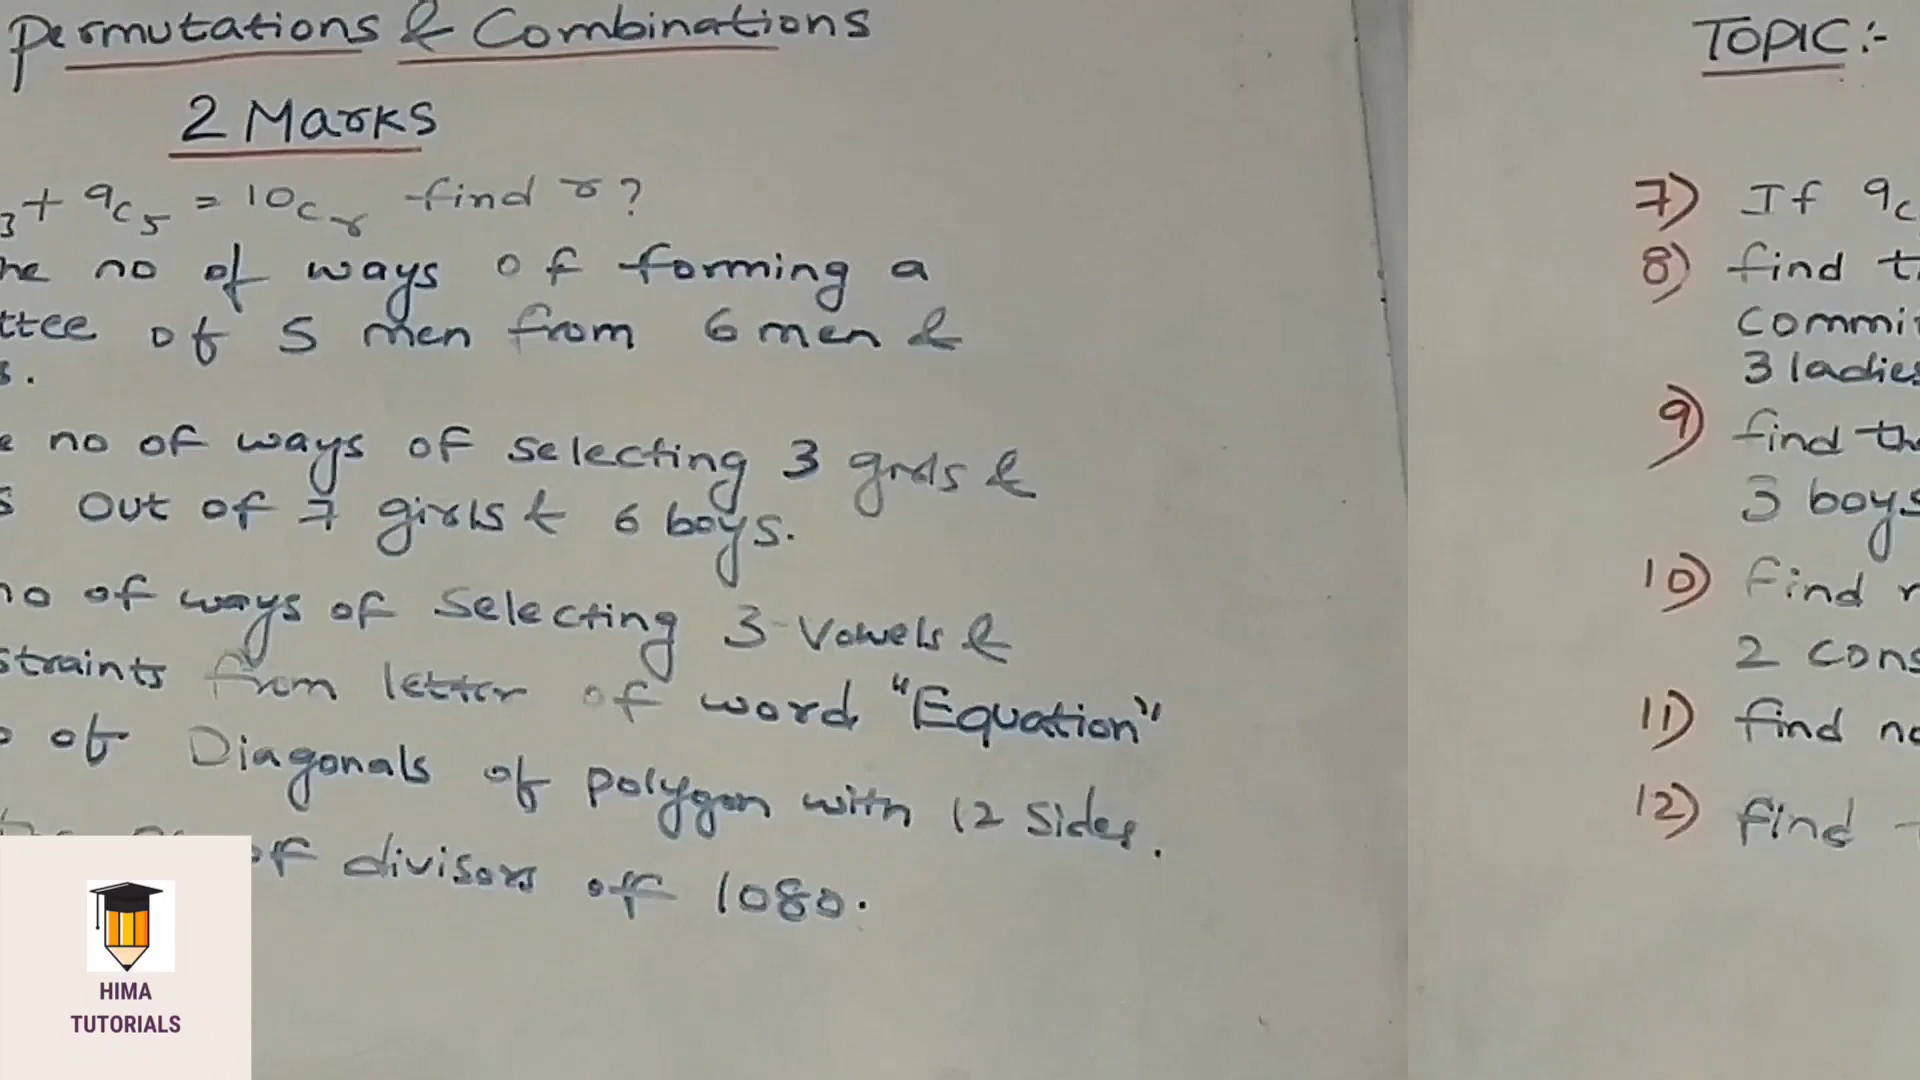 Permutations & Combinations
2 Marks
3 + 9c5 = 10cr find r?
he no of ways of forming a
ttee of 5 men from 6 men &
s.
e no of ways of selecting 3 girls &
s out of 7 girls & 6 boys.
no of ways of Selecting 3 Vowels &
straints from letter of word "Equation"
o of Diagonals of polygon with 12 sides.
of divisors of 1080.
HIMA
TUTORIALS
TOPIC:-
7) If 9c
8) find t
commi
3 ladies
9) find the
3 boys
10) Find n
2 cons
11) find no
12) find t